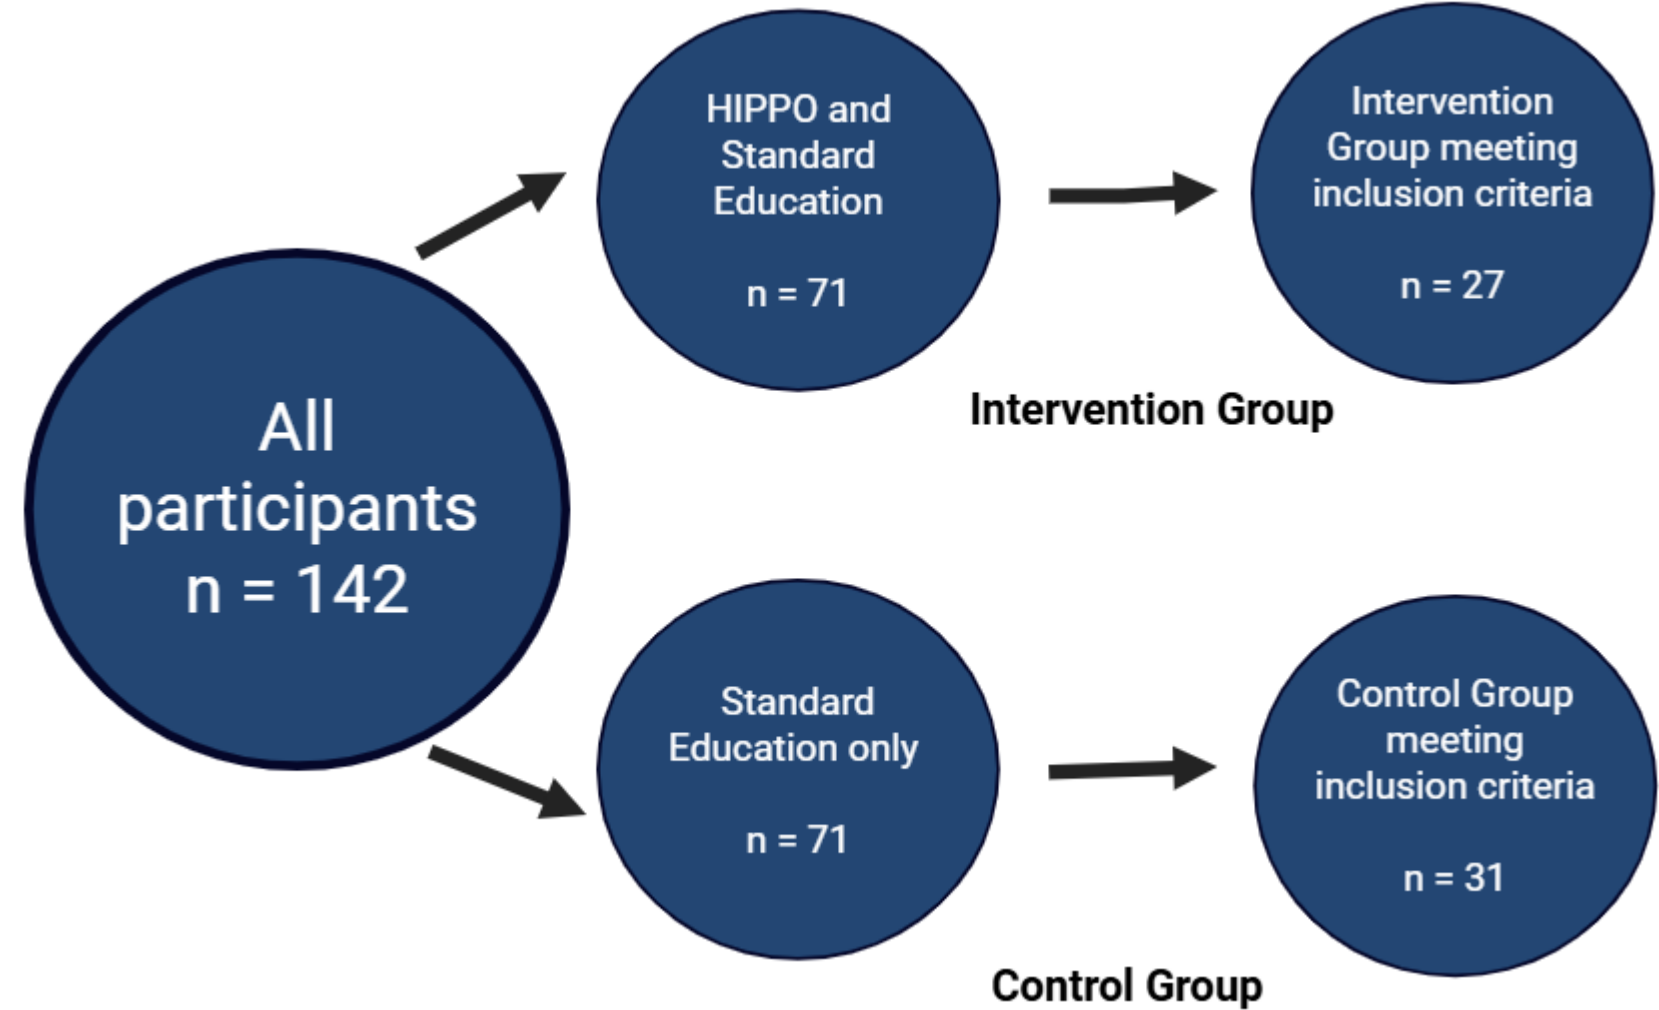 All
participants
n = 142
HIPPO and
Standard
Education
n = 71
Intervention
Group meeting
inclusion criteria
n = 27
Intervention Group
Standard
Education only
n = 71
Control Group
meeting
inclusion criteria
n = 31
Control Group